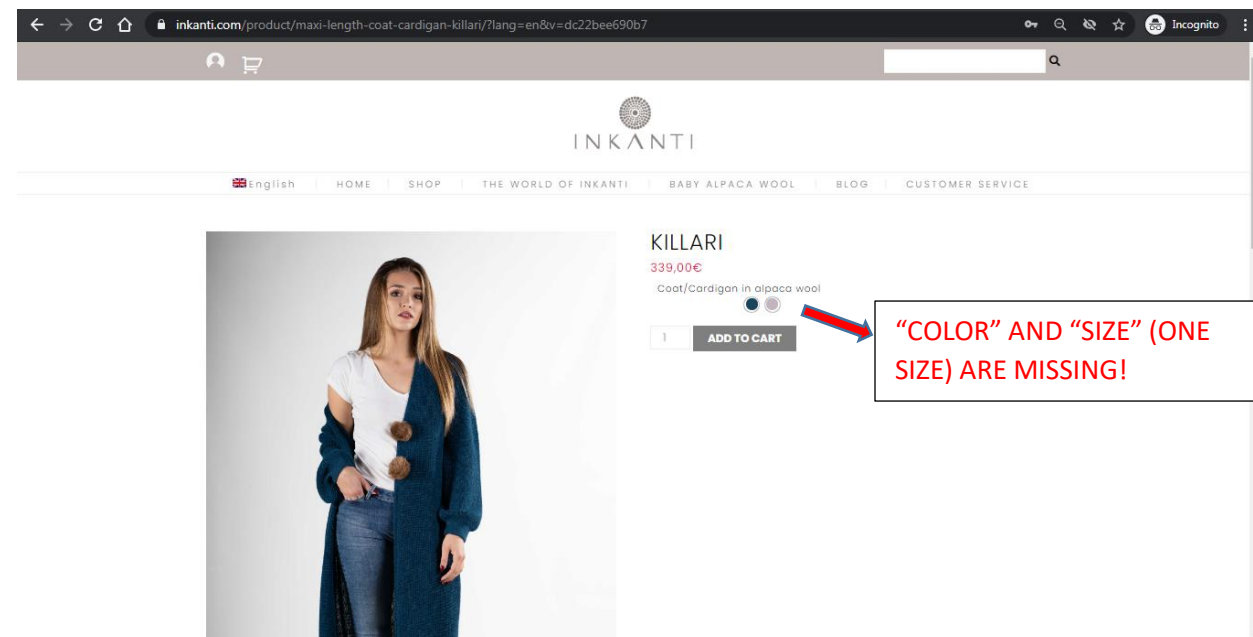 inkanti.com/product/maxi-length-coat-cardigan-killari/?lang=en&v=dc22bee690b7
Incognito
INKANTI
English HOME SHOP THE WORLD OF INKANTI BABY ALPACA WOOL BLOG CUSTOMER SERVICE
KILLARI
339,00€
Coat/Cardigan in alpaca wool
1 ADD TO CART
“COLOR” AND “SIZE” (ONE
SIZE) ARE MISSING!